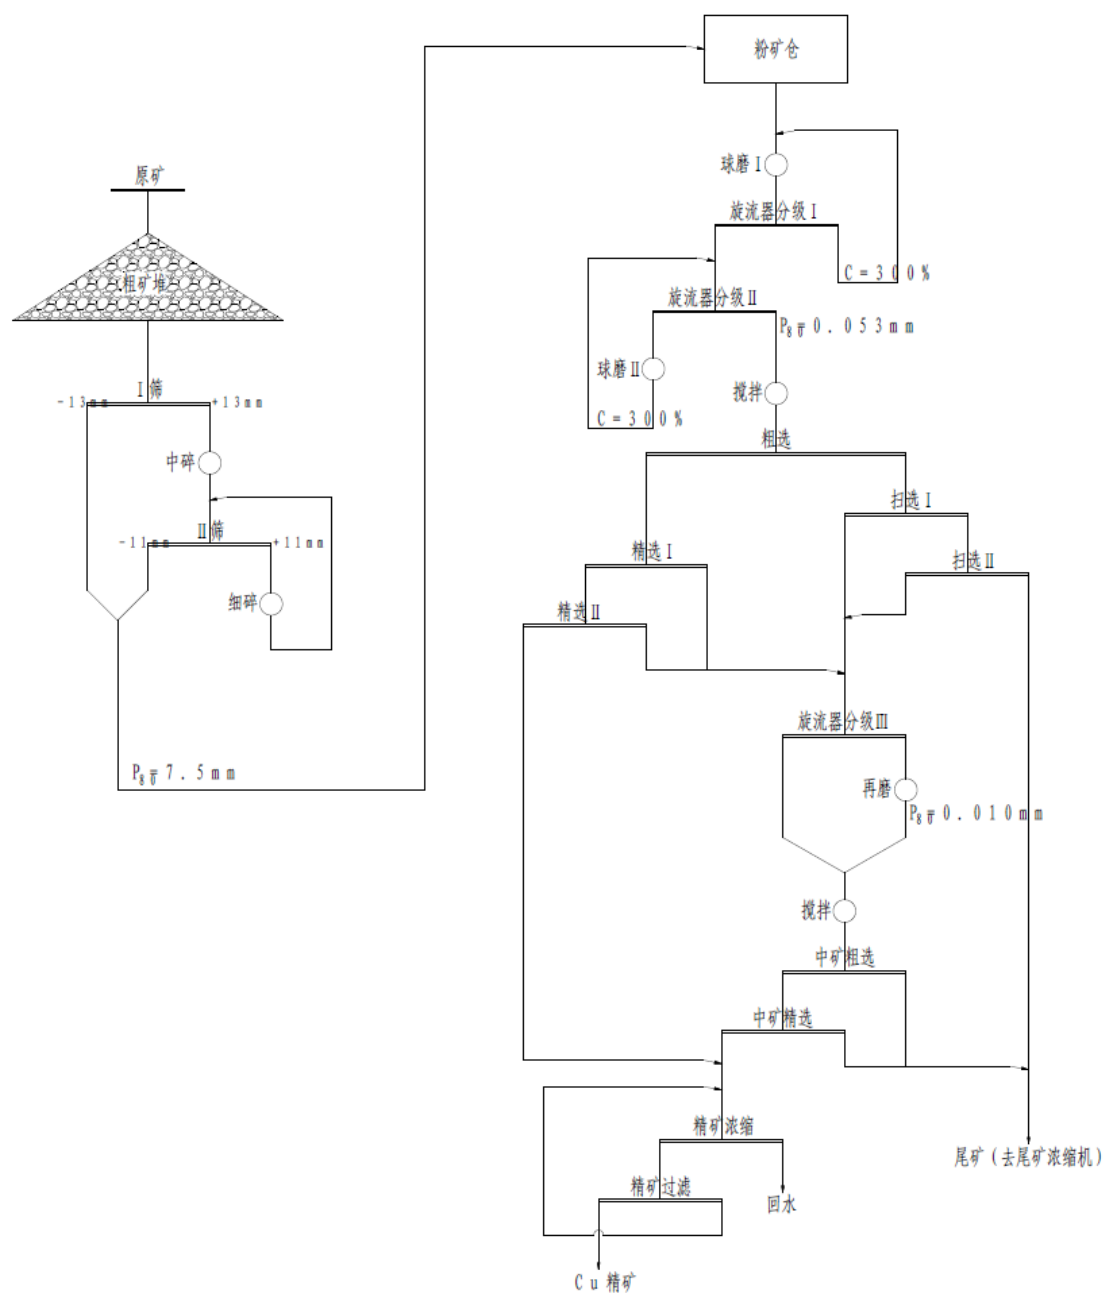 粉矿仓
原矿
球磨Ⅰ
旋流器分级Ⅰ
粗矿堆
C=300%
旋流器分级Ⅱ
P80=0.053mm
球磨Ⅱ
搅拌
C=300%
Ⅰ筛
-13mm
+13mm
粗选
中碎
扫选Ⅰ
Ⅱ筛
-11mm
+11mm
精选Ⅰ
扫选Ⅱ
细碎
精选Ⅱ
旋流器分级Ⅲ
P80=7.5mm
再磨
P80=0.010mm
搅拌
中矿粗选
中矿精选
精矿浓缩
尾矿(去尾矿浓缩机)
精矿过滤
回水
Cu精矿